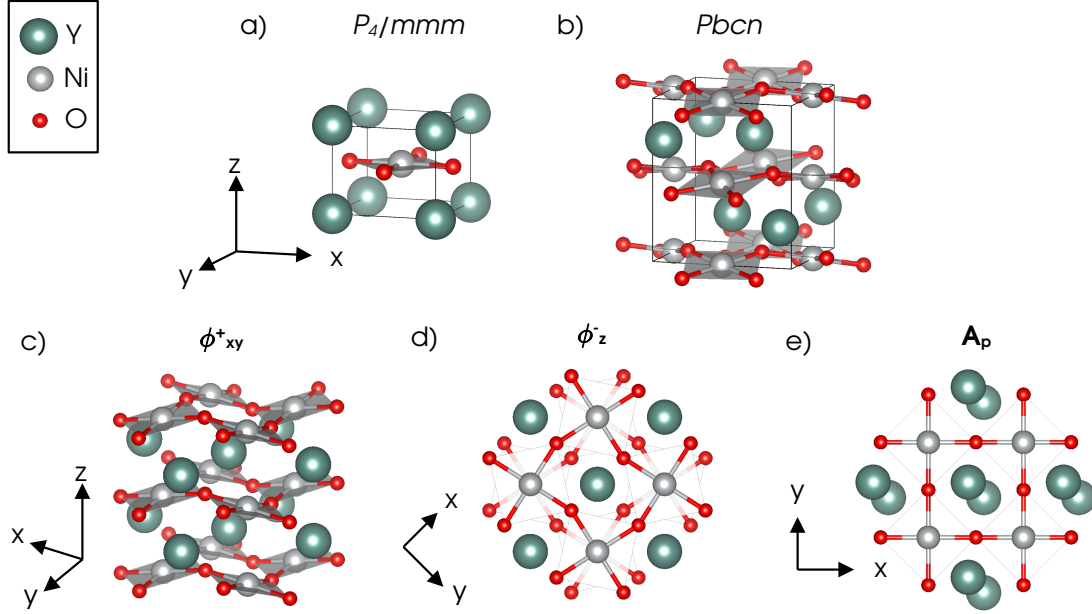 Y
Ni
O
a) P₄/mmm
b) Pbcn
z
y
x
c) ϕ⁺xy
d) ϕ⁻z
e) Aₚ
z
x
y
x
y
y
x